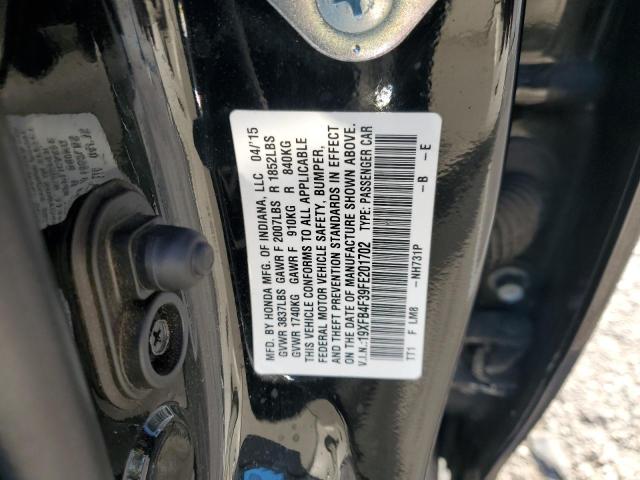 MFD. BY HONDA MFG. OF INDIANA, LLC 04/15
GVWR 3837LBS GAWR F 2007LBS R 1852LBS
GVWR 1740KG GAWR F 910KG R 840KG
THIS VEHICLE CONFORMS TO ALL APPLICABLE
FEDERAL MOTOR VEHICLE SAFETY, BUMPER,
AND THEFT PREVENTION STANDARDS IN EFFECT
ON THE DATE OF MANUFACTURE SHOWN ABOVE.
V.I.N.:19XFB4F39FE201702 TYPE: PASSENGER CAR
TT1 F LM8 -NH731P -B -E